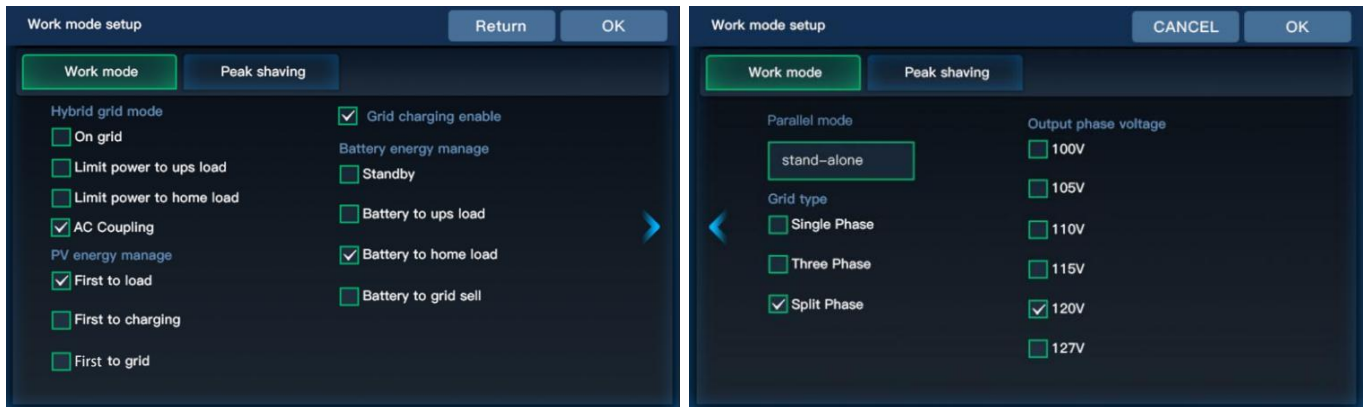 Work mode setup
Return
OK
Work mode
Peak shaving
Hybrid grid mode
On grid
Limit power to ups load
Limit power to home load
AC Coupling
PV energy manage
First to load
First to charging
First to grid
Grid charging enable
Battery energy manage
Standby
Battery to ups load
Battery to home load
Battery to grid sell
Work mode setup
CANCEL
OK
Work mode
Peak shaving
Parallel mode
stand-alone
Grid type
Single Phase
Three Phase
Split Phase
Output phase voltage
100V
105V
110V
115V
120V
127V